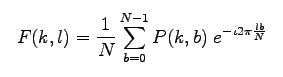 F(k, l) = \frac{1}{N} \sum_{b=0}^{N-1} P(k, b) e^{-\iota 2\pi \frac{lb}{N}}